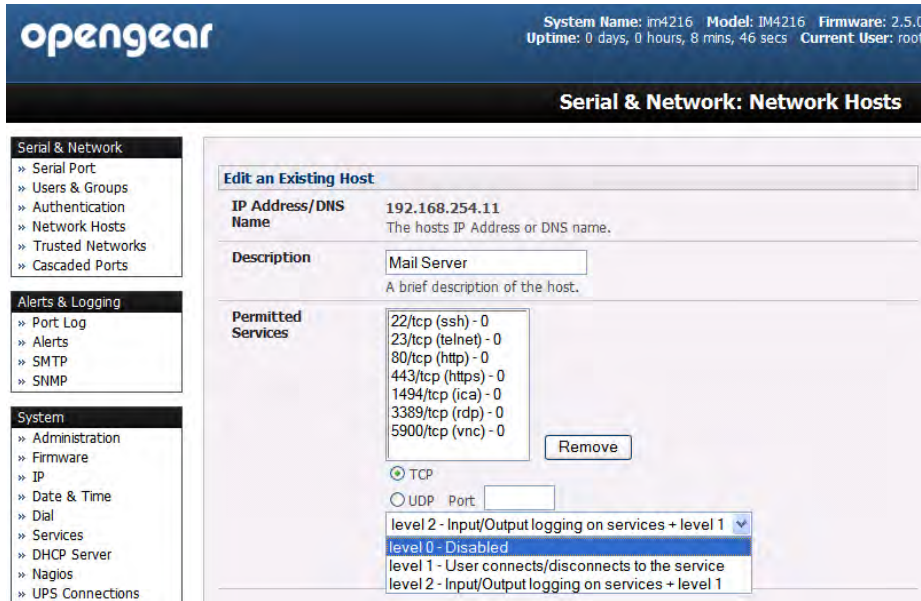 opengear
System Name: im4216 Model: IM4216 Firmware: 2.5.0
Uptime: 0 days, 0 hours, 8 mins, 46 secs Current User: root
Serial & Network: Network Hosts
Serial & Network
» Serial Port
» Users & Groups
» Authentication
» Network Hosts
» Trusted Networks
» Cascaded Ports
Alerts & Logging
» Port Log
» Alerts
» SMTP
» SNMP
System
» Administration
» Firmware
» IP
» Date & Time
» Dial
» Services
» DHCP Server
» Nagios
» UPS Connections
Edit an Existing Host
IP Address/DNS Name
192.168.254.11
The hosts IP Address or DNS name.
Description
Mail Server
A brief description of the host.
Permitted Services
22/tcp (ssh) - 0
23/tcp (telnet) - 0
80/tcp (http) - 0
443/tcp (https) - 0
1494/tcp (ica) - 0
3389/tcp (rdp) - 0
5900/tcp (vnc) - 0
Remove
TCP
UDP Port
level 2 - Input/Output logging on services + level 1
level 0 - Disabled
level 1 - User connects/disconnects to the service
level 2 - Input/Output logging on services + level 1